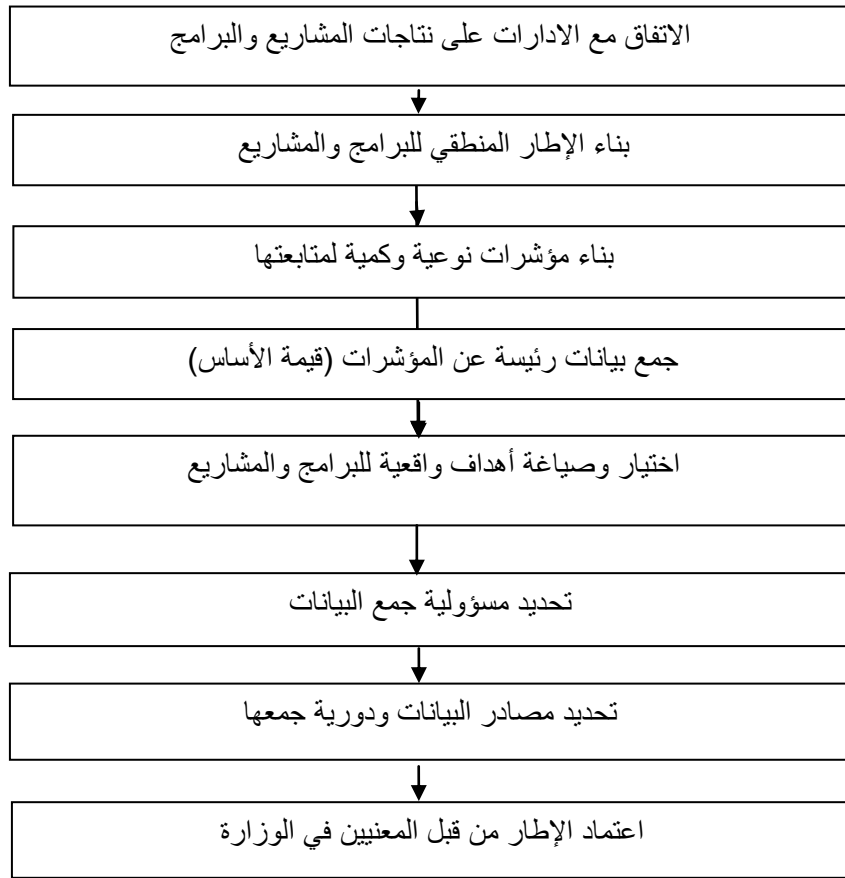 الاتفاق مع الادارات على نتاجات المشاريع والبرامج
بناء الإطار المنطقي للبرامج والمشاريع
بناء مؤشرات نوعية وكمية لمتابعتها
جمع بيانات رئيسة عن المؤشرات (قيمة الأساس)
اختيار وصياغة أهداف واقعية للبرامج والمشاريع
تحديد مسؤولية جمع البيانات
تحديد مصادر البيانات ودورية جمعها
اعتماد الإطار من قبل المعنيين في الوزارة